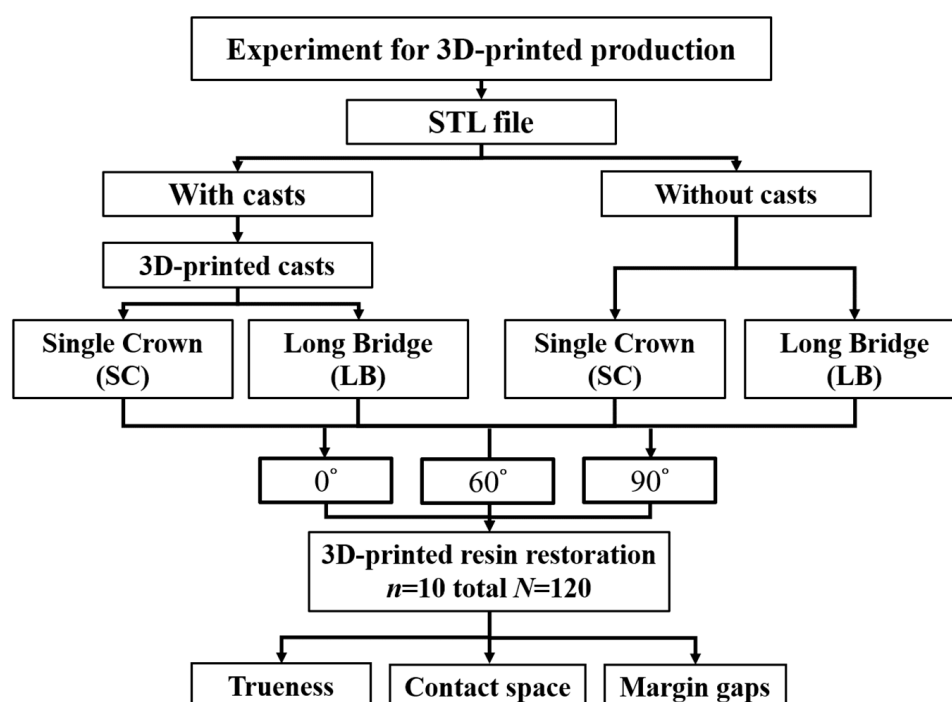 Experiment for 3D-printed production
STL file
With casts
Without casts
3D-printed casts
Single Crown
(SC)
Long Bridge
(LB)
Single Crown
(SC)
Long Bridge
(LB)
0°
60°
90°
3D-printed resin restoration
n=10 total N=120
Trueness
Contact space
Margin gaps